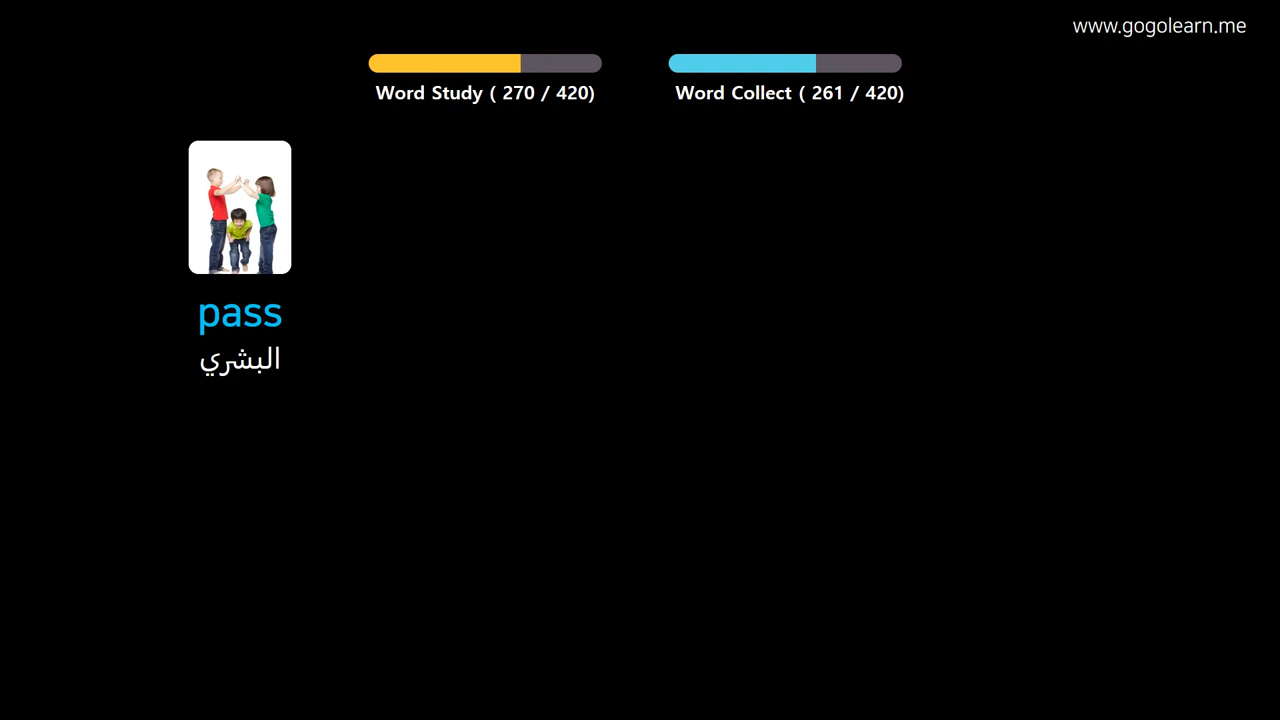 www.gogolearn.me
Word Study ( 270 / 420)
Word Collect ( 261 / 420)
pass
البشري